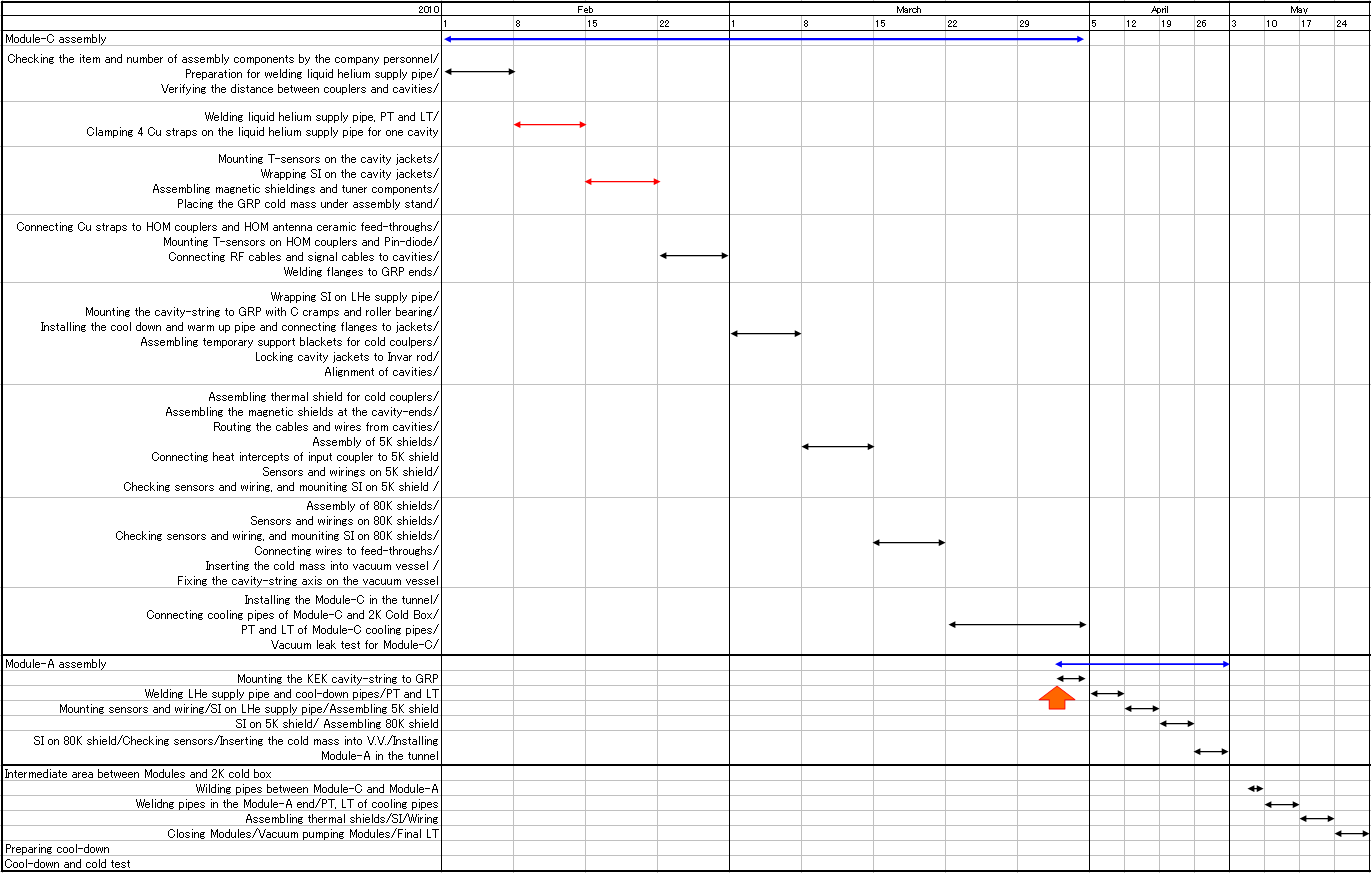 2010 Feb March April May
1 8 15 22 1 8 15 22 29 5 12 19 26 3 10 17 24
Module-C assembly
Checking the item and number of assembly components by the company personnel/
Preparation for welding liquid helium supply pipe/
Verifying the distance between couplers and cavities/
Welding liquid helium supply pipe, PT and LT/
Clamping 4 Cu straps on the liquid helium supply pipe for one cavity
Mounting T-sensors on the cavity jackets/
Wrapping SI on the cavity jackets/
Assembling magnetic shieldings and tuner components/
Placing the GRP cold mass under assembly stand/
Connecting Cu straps to HOM couplers and HOM antenna ceramic feed-throughs/
Mounting T-sensors on HOM couplers and Pin-diode/
Connecting RF cables and signal cables to cavities/
Welding flanges to GRP ends/
Wrapping SI on LHe supply pipe/
Mounting the cavity-string to GRP with C cramps and roller bearing/
Installing the cool down and warm up pipe and connecting flanges to jackets/
Assembling temporary support blackets for cold coulpers/
Locking cavity jackets to Invar rod/
Alignment of cavities/
Assembling thermal shield for cold couplers/
Assembling the magnetic shields at the cavity-ends/
Routing the cables and wires from cavities/
Assembly of 5K shields/
Connecting heat intercepts of input coupler to 5K shield
Sensors and wirings on 5K shield/
Checking sensors and wiring, and mouniting SI on 5K shield /
Assembly of 80K shields/
Sensors and wirings on 80K shields/
Checking sensors and wiring, and mouniting SI on 80K shields/
Connecting wires to feed-throughs/
Inserting the cold mass into vacuum vessel /
Fixing the cavity-string axis on the vacuum vessel
Installing the Module-C in the tunnel/
Connecting cooling pipes of Module-C and 2K Cold Box/
PT and LT of Module-C cooling pipes/
Vacuum leak test for Module-C/
Module-A assembly
Mounting the KEK cavity-string to GRP
Welding LHe supply pipe and cool-down pipes/PT and LT
Mounting sensors and wiring/SI on LHe supply pipe/Assembling 5K shield
SI on 5K shield/ Assembling 80K shield
SI on 80K shield/Checking sensors/Inserting the cold mass into V.V./Installing
Module-A in the tunnel
Intermediate area between Modules and 2K cold box
Wilding pipes between Module-C and Module-A
Welidng pipes in the Module-A end/PT, LT of cooling pipes
Assembling thermal shields/SI/Wiring
Closing Modules/Vacuum pumping Modules/Final LT
Preparing cool-down
Cool-down and cold test